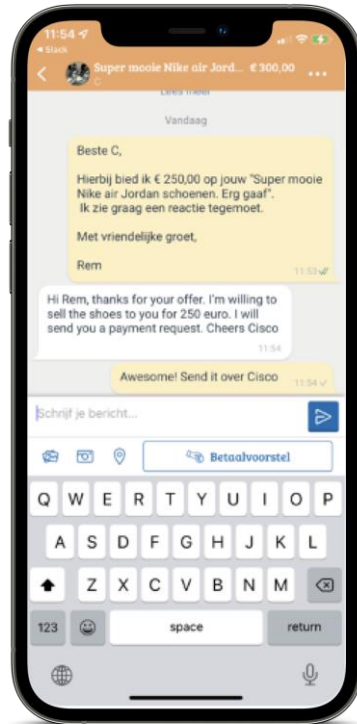 11:54
Slack
Super mooie Nike air Jord... € 300,00
C
Lees meer
Vandaag
Beste C,
Hierbij bied ik € 250,00 op jouw "Super mooie
Nike air Jordan schoenen. Erg gaaf".
Ik zie graag een reactie tegemoet.
Met vriendelijke groet,
Rem
11:53
Hi Rem, thanks for your offer. I'm willing to
sell the shoes to you for 250 euro. I will
send you a payment request. Cheers Cisco
11:54
Awesome! Send it over Cisco
11:54
Schrijf je bericht...
Betaalvoorstel
Q W E R T Y U I O P
A S D F G H J K L
Z X C V B N M
123 space return